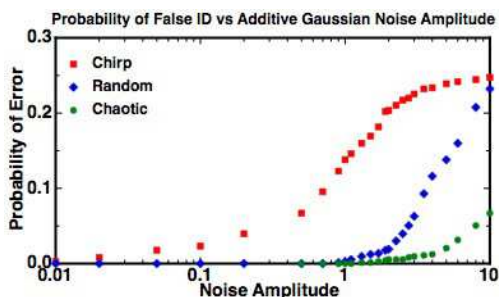 Probability of False ID vs Additive Gaussian Noise Amplitude
0.3
Chirp
Random
Chaotic
0.2
0.1
0.0
0.01
0.1
1
10
Probability of Error
Noise Amplitude